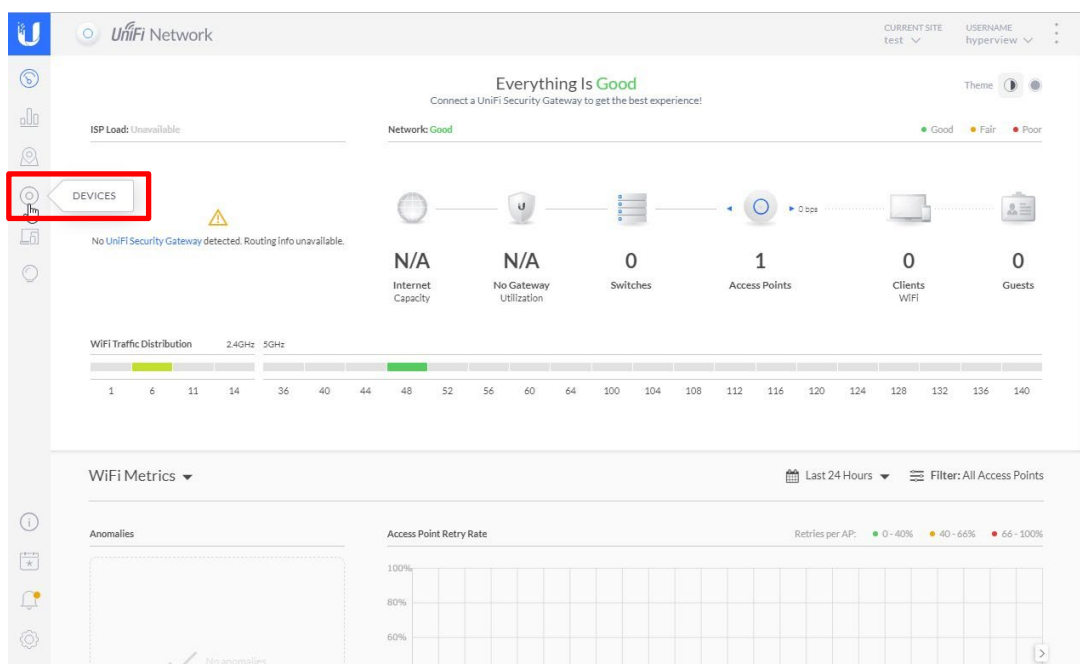 UniFi Network
CURRENT SITE
test
USERNAME
hyperview
Everything Is Good
Connect a UniFi Security Gateway to get the best experience!
Theme
ISP Load: Unavailable
Network: Good
Good Fair Poor
DEVICES
No UniFi Security Gateway detected. Routing info unavailable.
U
0 bps
N/A
Internet
Capacity
N/A
No Gateway
Utilization
0
Switches
1
Access Points
0
Clients
WiFi
0
Guests
WiFi Traffic Distribution 2.4GHz 5GHz
1 6 11 14 36 40 44 48 52 56 60 64 100 104 108 112 116 120 124 128 132 136 140
WiFi Metrics
Last 24 Hours
Filter: All Access Points
Anomalies
Access Point Retry Rate
Retries per AP: 0 - 40% 40 - 66% 66 - 100%
100%
80%
60%
No anomalies